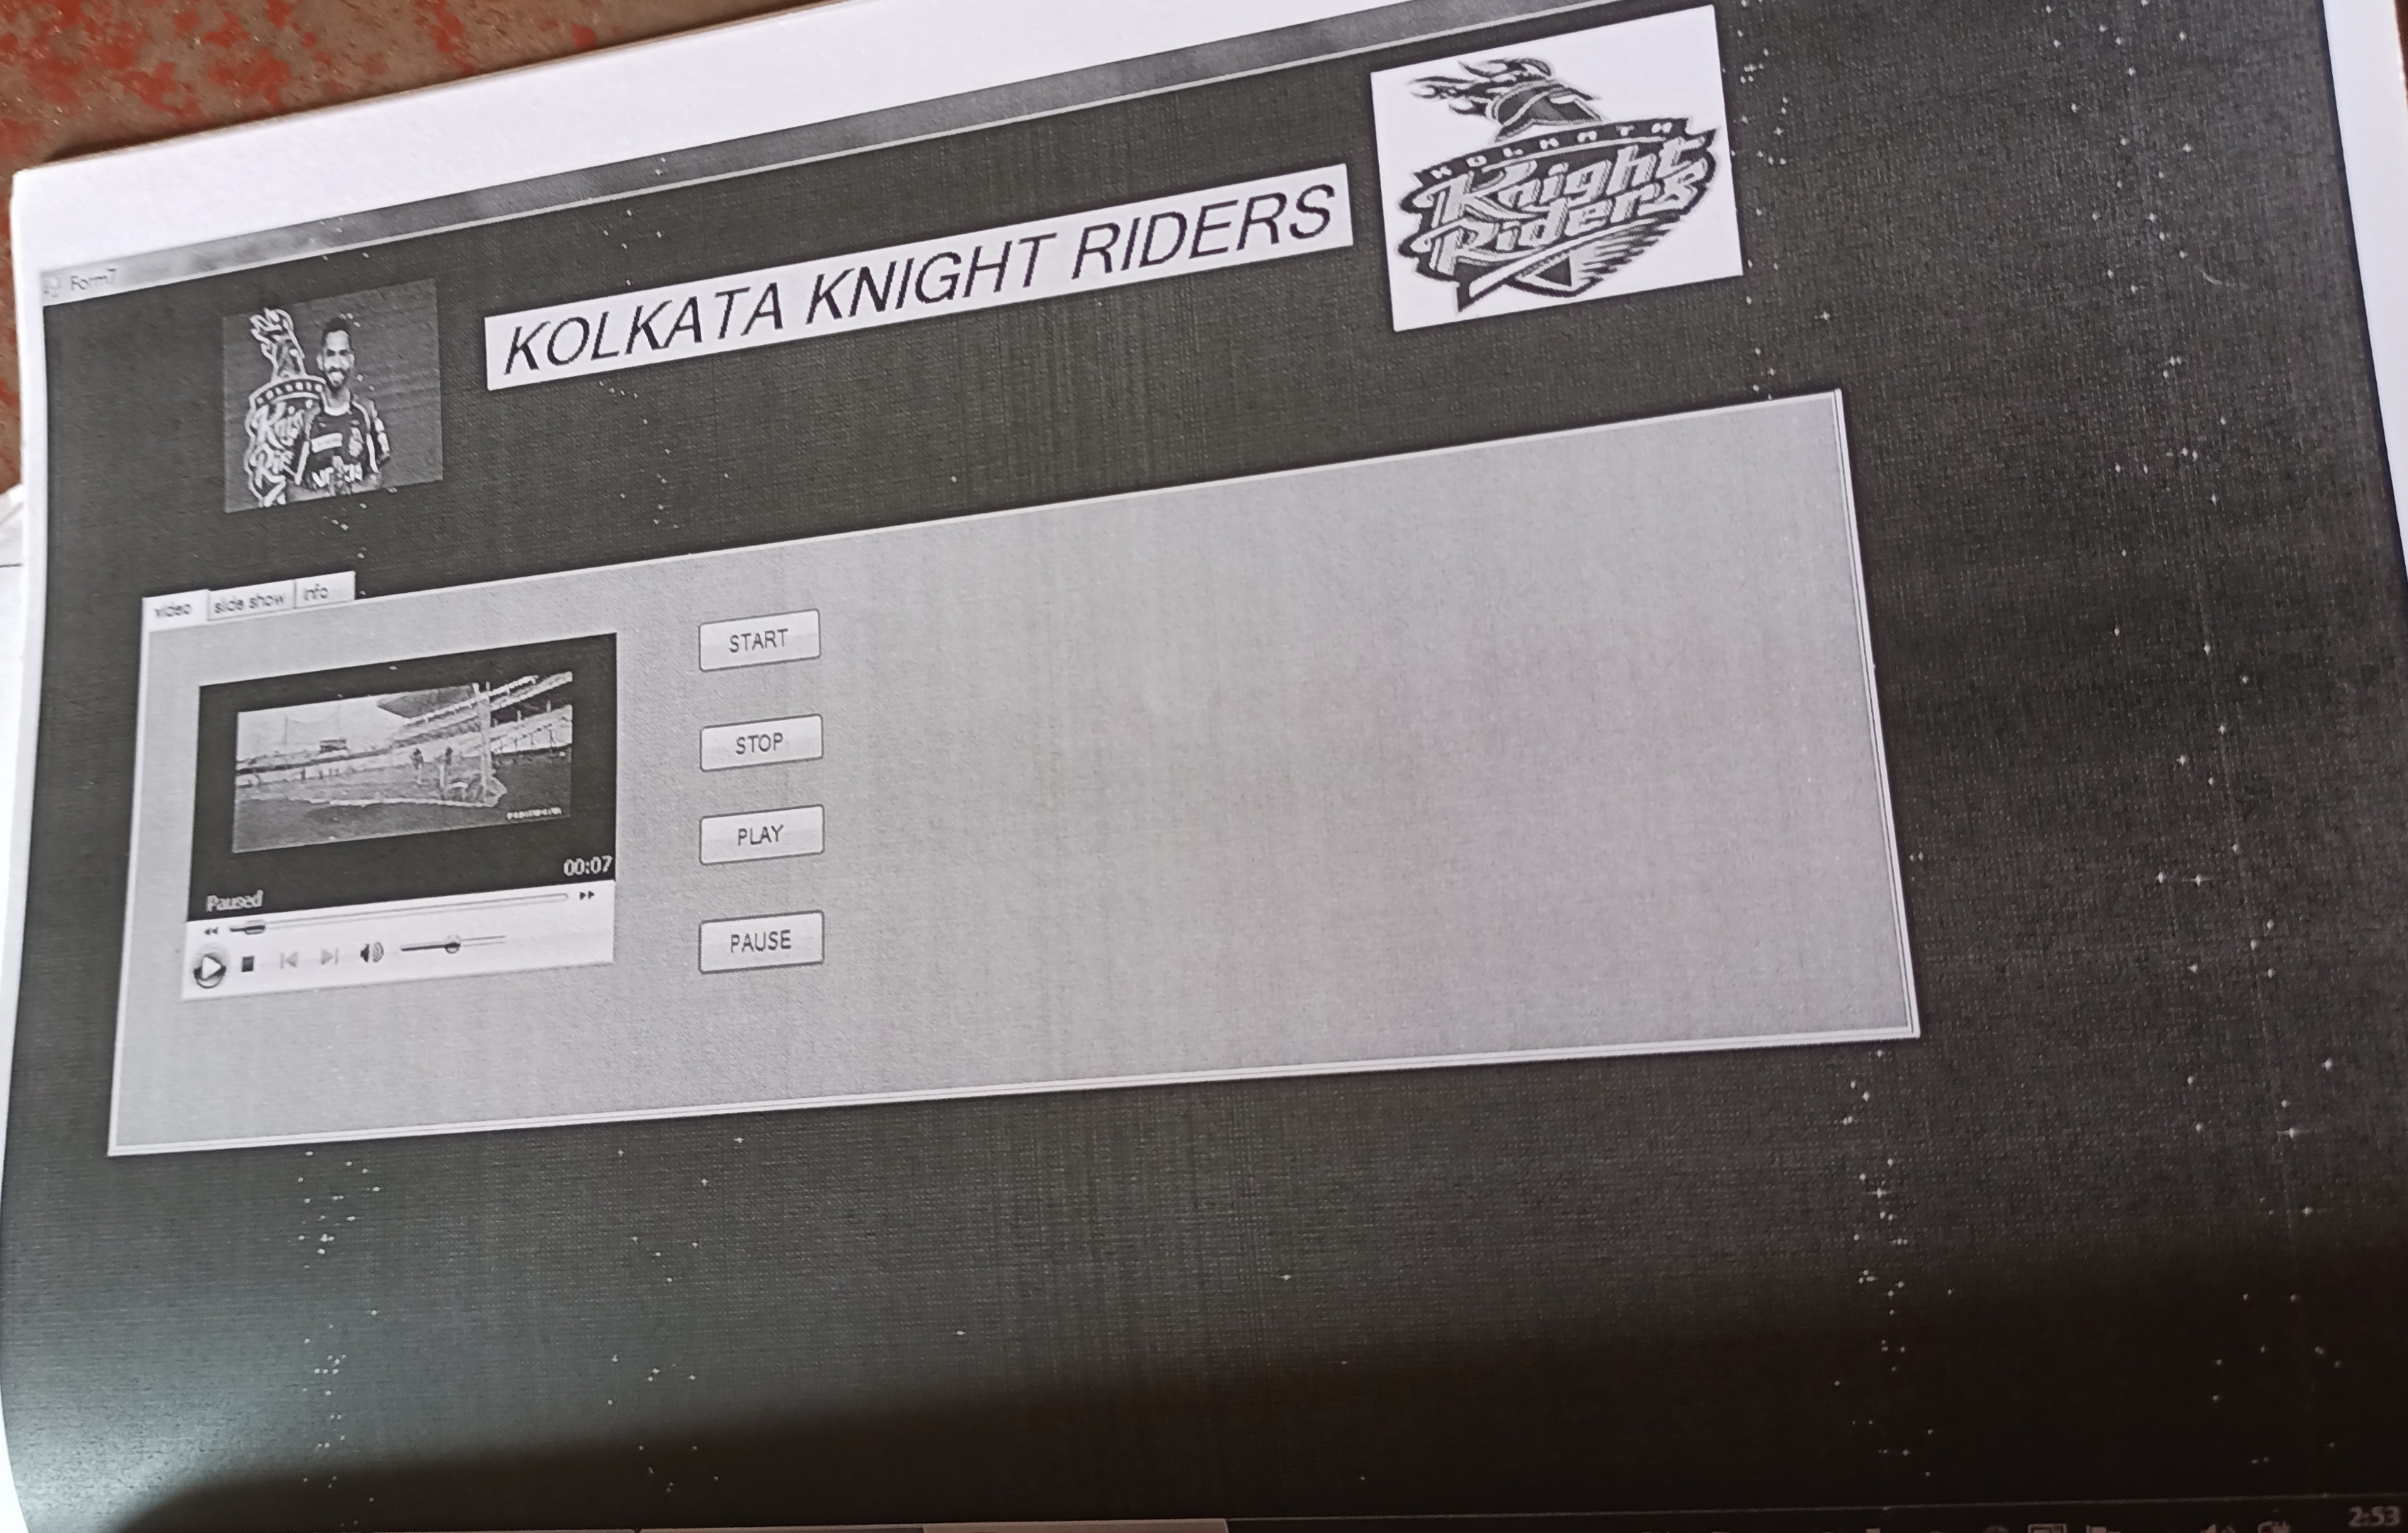 Form7
KOLKATA KNIGHT RIDERS
KOLKATA
Knight
Riders
video slide show info
START
STOP
PLAY
PAUSE
00:07
Paused
2:53